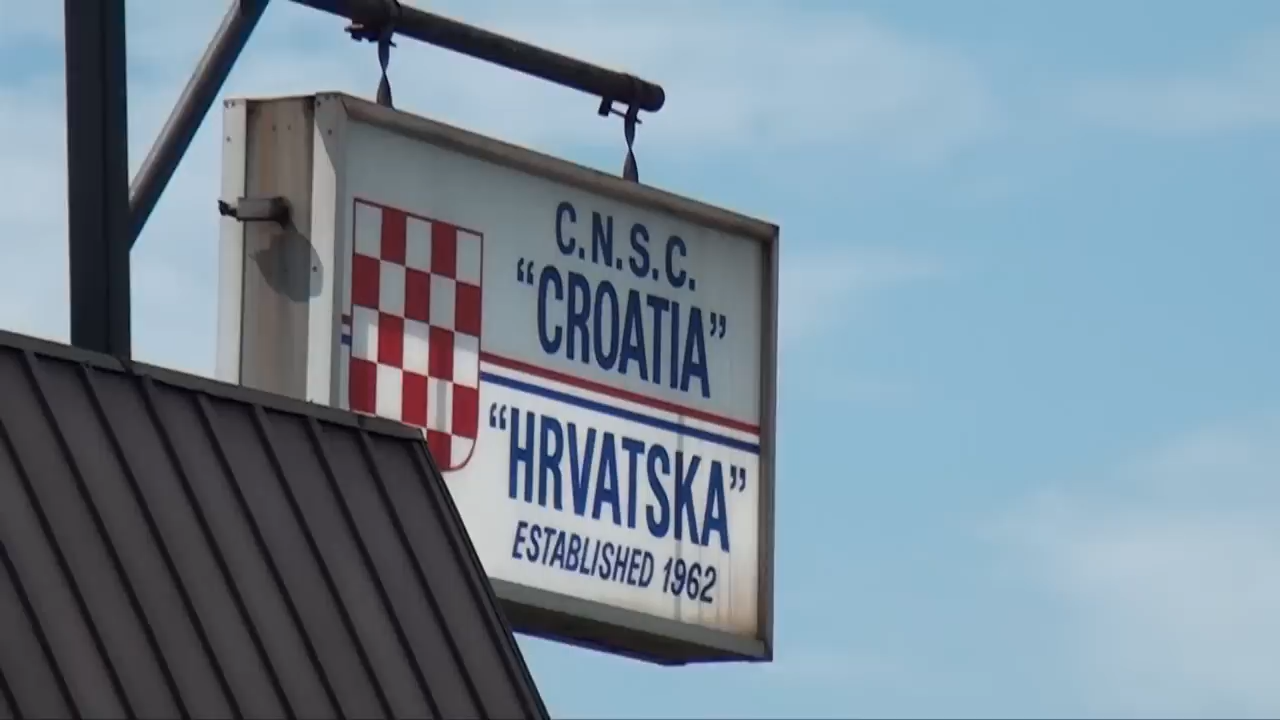 C.N.S.C.
“CROATIA”
“HRVATSKA”
ESTABLISHED 1962